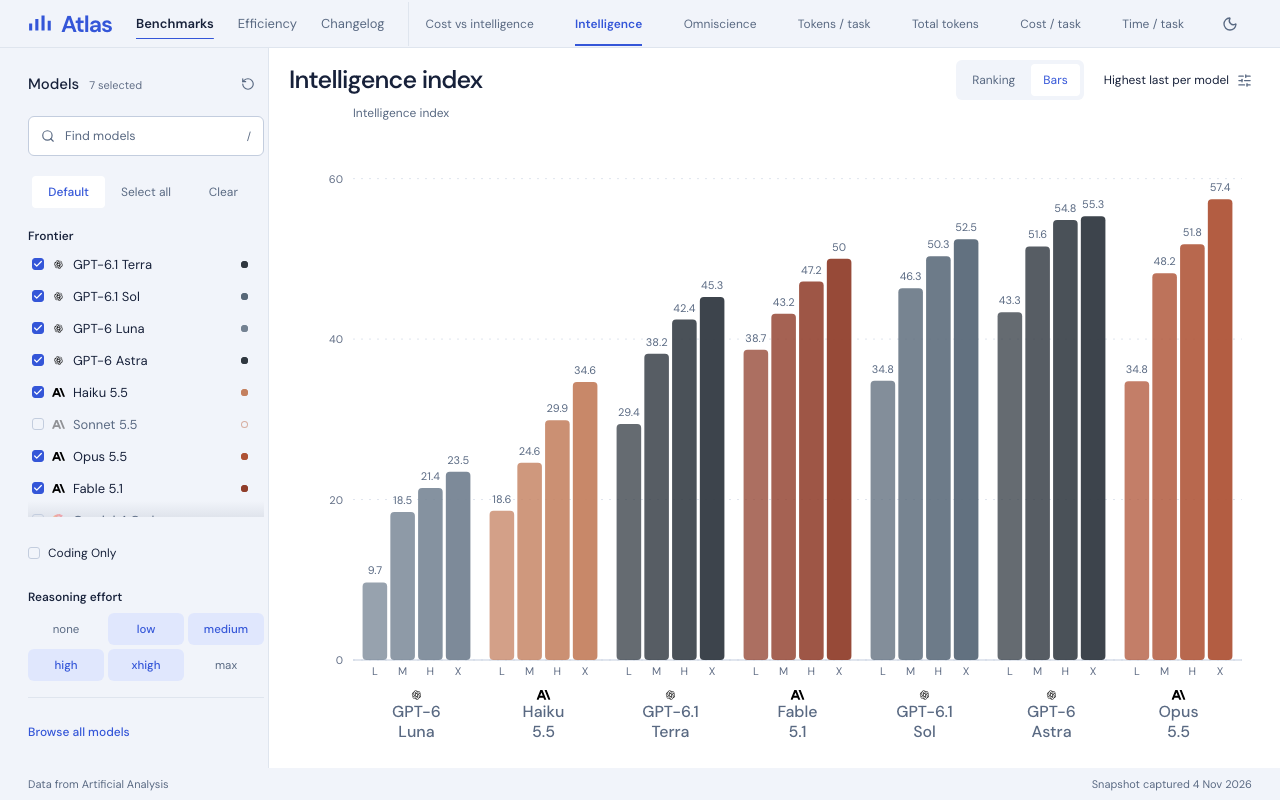 Atlas
Benchmarks
Efficiency
Changelog
Cost vs intelligence
Intelligence
Omniscience
Tokens / task
Total tokens
Cost / task
Time / task
Models 7 selected
Find models /
Default
Select all
Clear
Frontier
GPT-6.1 Terra
GPT-6.1 Sol
GPT-6 Luna
GPT-6 Astra
Haiku 5.5
Sonnet 5.5
Opus 5.5
Fable 5.1
Coding Only
Reasoning effort
none low medium
high xhigh max
Browse all models
Intelligence index
Ranking
Bars
Highest last per model
Intelligence index
60
40
20
0
9.7 18.5 21.4 23.5
18.6 24.6 29.9 34.6
29.4 38.2 42.4 45.3
38.7 43.2 47.2 50
34.8 46.3 50.3 52.5
43.3 51.6 54.8 55.3
34.8 48.2 51.8 57.4
L M H X L M H X L M H X L M H X L M H X L M H X L M H X
GPT-6
Luna
Haiku
5.5
GPT-6.1
Terra
Fable
5.1
GPT-6.1
Sol
GPT-6
Astra
Opus
5.5
Data from Artificial Analysis
Snapshot captured 4 Nov 2026